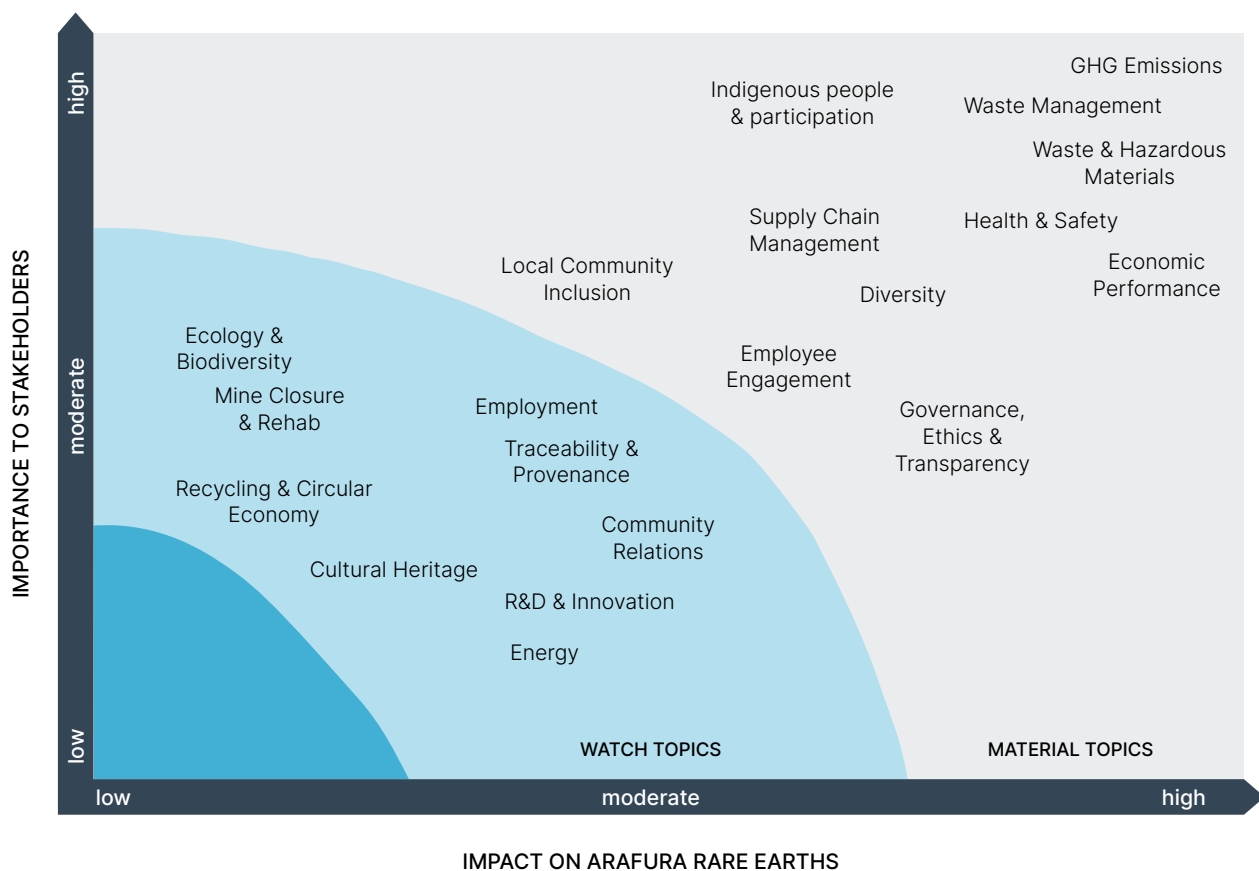 high
GHG Emissions
Indigenous people
& participation
Waste Management
Waste & Hazardous
Materials
Supply Chain
Management
Health & Safety
Local Community
Inclusion
Economic
Performance
Diversity
Ecology &
Biodiversity
Employee
Engagement
Mine Closure
& Rehab
Employment
Governance,
Ethics &
Transparency
Traceability &
Provenance
Recycling & Circular
Economy
Community
Relations
Cultural Heritage
R&D & Innovation
Energy
IMPORTANCE TO STAKEHOLDERS
moderate
low
WATCH TOPICS
MATERIAL TOPICS
low
moderate
high
IMPACT ON ARAFURA RARE EARTHS